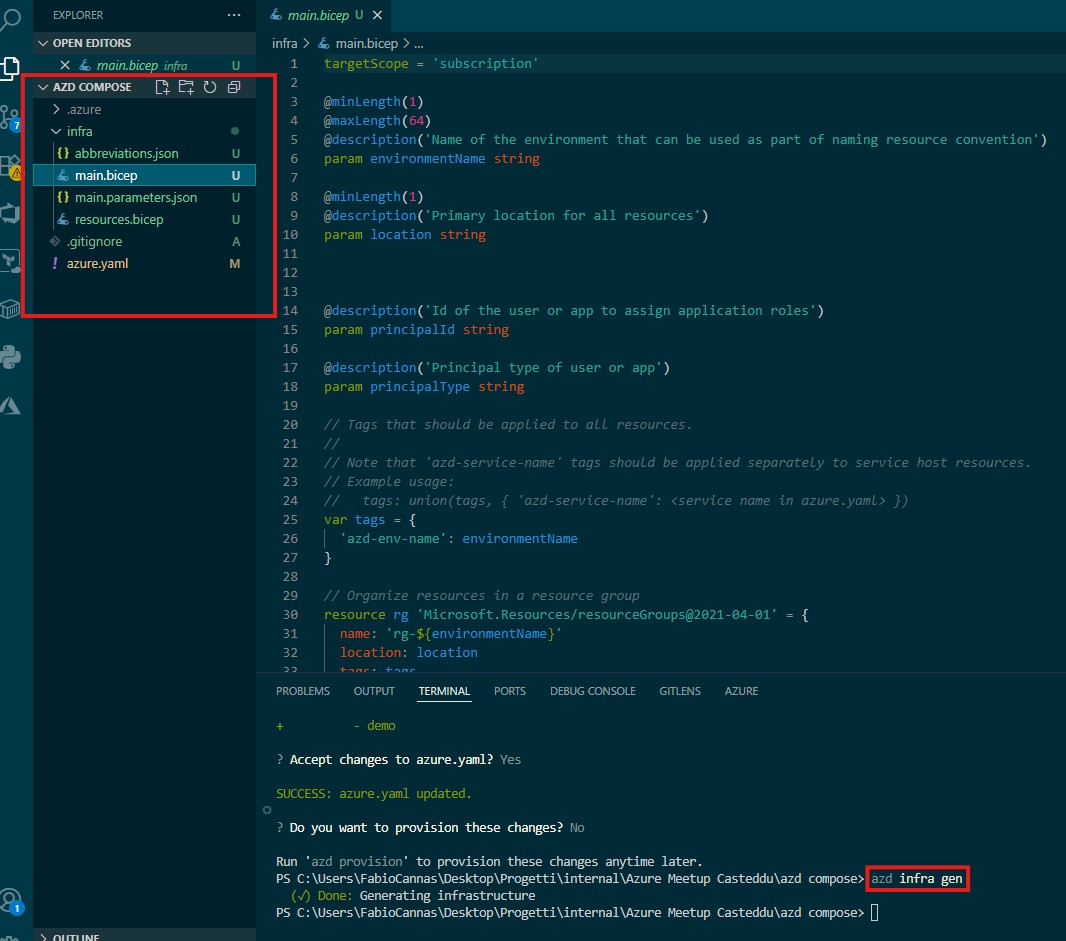 EXPLORER
OPEN EDITORS
main.bicep infra U
AZD COMPOSE
.azure
infra
abbreviations.json U
main.bicep U
main.parameters.json U
resources.bicep U
.gitignore A
azure.yaml M
OUTLINE
7
1
main.bicep U
infra > main.bicep > ...
1 targetScope = 'subscription'
2
3 @minLength(1)
4 @maxLength(64)
5 @description('Name of the environment that can be used as part of naming resource convention')
6 param environmentName string
7
8 @minLength(1)
9 @description('Primary location for all resources')
10 param location string
11
12
13
14 @description('Id of the user or app to assign application roles')
15 param principalId string
16
17 @description('Principal type of user or app')
18 param principalType string
19
20 // Tags that should be applied to all resources.
21 //
22 // Note that 'azd-service-name' tags should be applied separately to service host resources.
23 // Example usage:
24 //   tags: union(tags, { 'azd-service-name': <service name in azure.yaml> })
25 var tags = {
26   'azd-env-name': environmentName
27 }
28
29 // Organize resources in a resource group
30 resource rg 'Microsoft.Resources/resourceGroups@2021-04-01' = {
31   name: 'rg-${environmentName}'
32   location: location
33   tags: tags
PROBLEMS OUTPUT TERMINAL PORTS DEBUG CONSOLE GITLENS AZURE
+ - demo
? Accept changes to azure.yaml? Yes
SUCCESS: azure.yaml updated.
? Do you want to provision these changes? No
Run 'azd provision' to provision these changes anytime later.
PS C:\Users\FabioCannas\Desktop\Progetti\internal\Azure Meetup Casteddu\azd compose> azd infra gen
(✓) Done: Generating infrastructure
PS C:\Users\FabioCannas\Desktop\Progetti\internal\Azure Meetup Casteddu\azd compose>